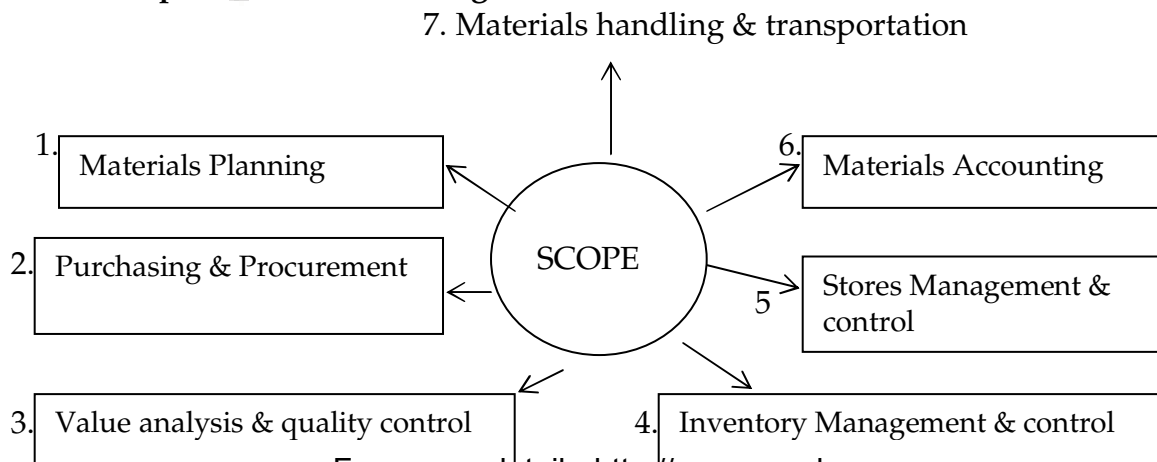 7. Materials handling & transportation
1. Materials Planning
6. Materials Accounting
2. Purchasing & Procurement
SCOPE
5 Stores Management &
control
3. Value analysis & quality control
4. Inventory Management & control